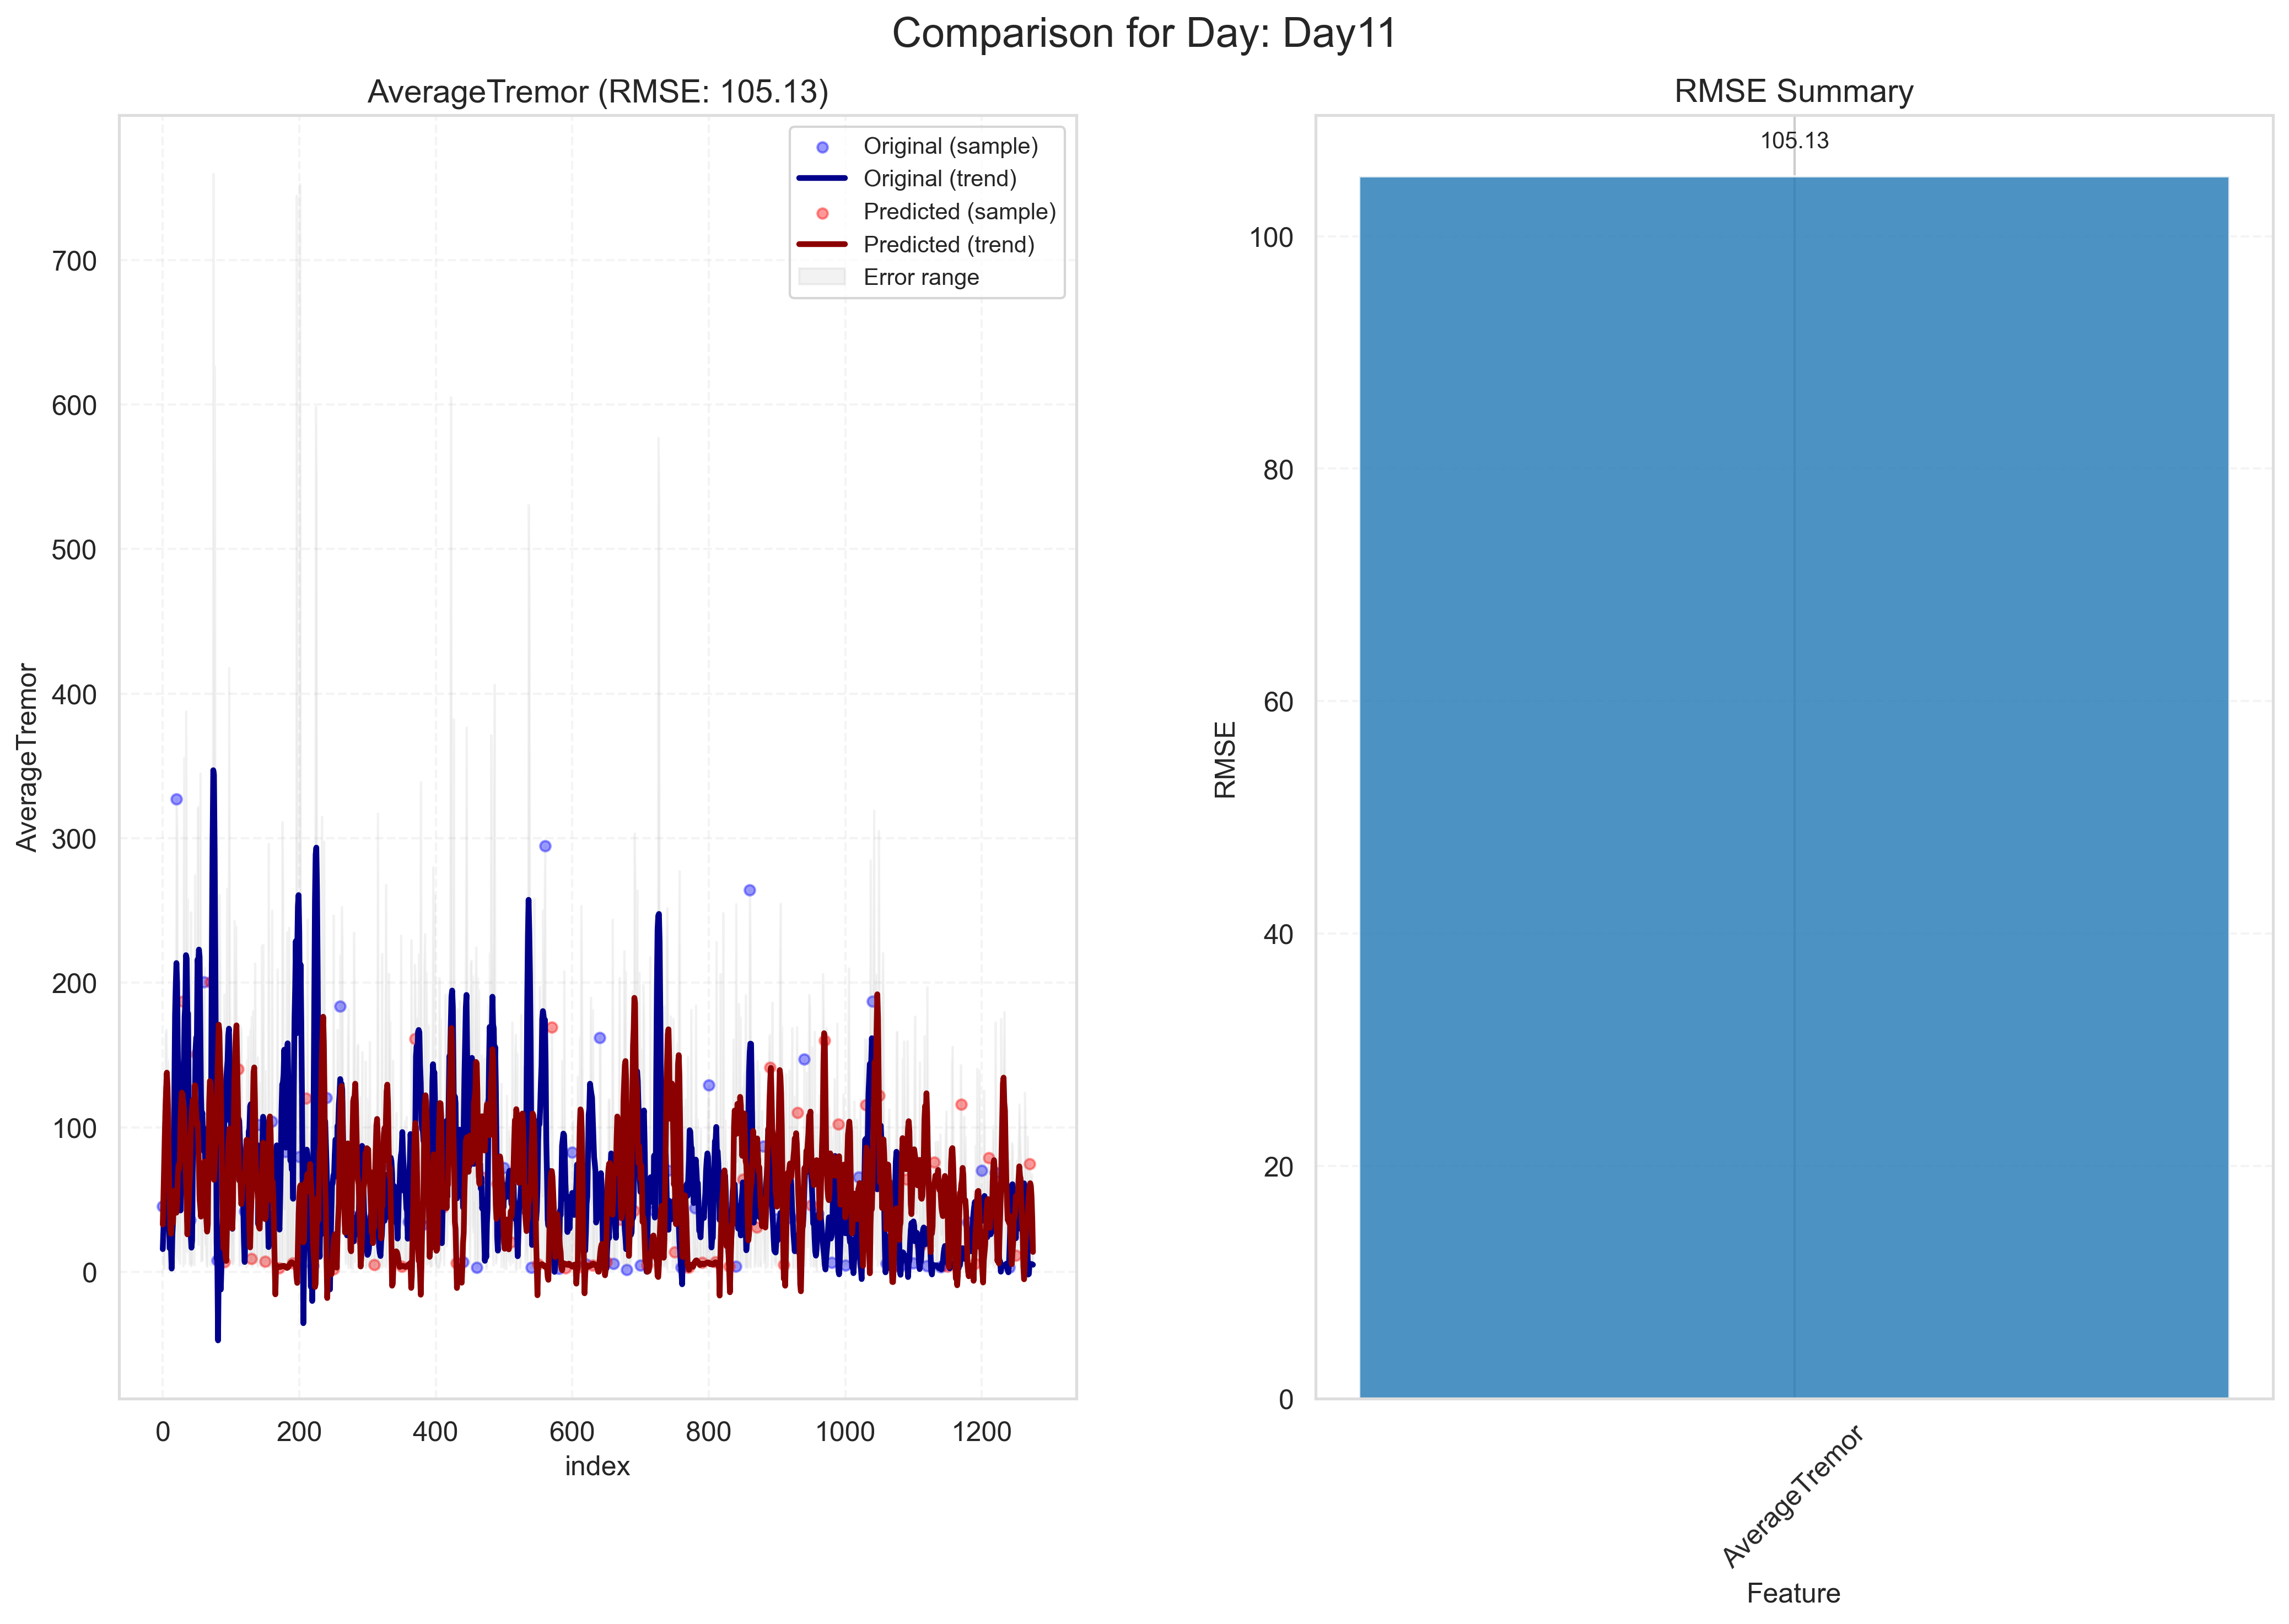 Comparison for Day: Day11
AverageTremor (RMSE: 105.13)
Original (sample)
Original (trend)
Predicted (sample)
Predicted (trend)
Error range
700
600
500
400
300
200
100
0
AverageTremor
0 200 400 600 800 1000 1200
index
RMSE Summary
105.13
100
80
60
40
20
0
RMSE
AverageTremor
Feature